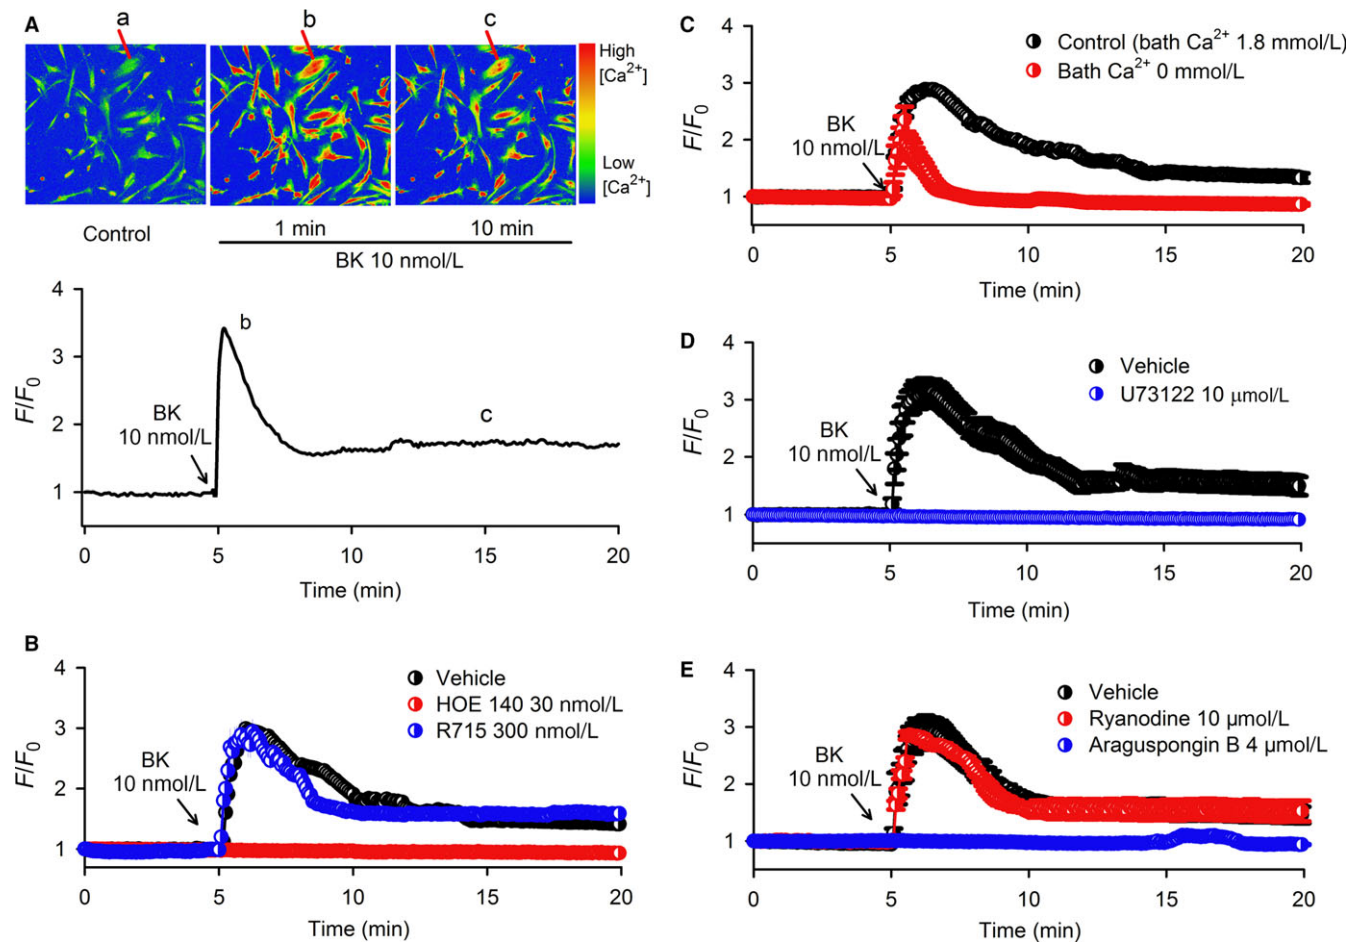 A
a
b
c
High
[Ca²⁺]
Low
[Ca²⁺]
Control
1 min
10 min
BK 10 nmol/L
4
3
2
1
F/F₀
BK
10 nmol/L
b
c
0
5
10
15
20
Time (min)
B
4
3
2
1
F/F₀
BK
10 nmol/L
Vehicle
HOE 140 30 nmol/L
R715 300 nmol/L
0
5
10
15
20
Time (min)
C
4
3
2
1
F/F₀
BK
10 nmol/L
Control (bath Ca²⁺ 1.8 mmol/L)
Bath Ca²⁺ 0 mmol/L
0
5
10
15
20
Time (min)
D
4
3
2
1
F/F₀
BK
10 nmol/L
Vehicle
U73122 10 μmol/L
0
5
10
15
20
Time (min)
E
4
3
2
1
F/F₀
BK
10 nmol/L
Vehicle
Ryanodine 10 μmol/L
Araguspongin B 4 μmol/L
0
5
10
15
20
Time (min)